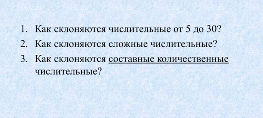 1. Как склоняются числительные от 5 до 30?
2. Как склоняются сложные числительные?
3. Как склоняются составные количественные
числительные?